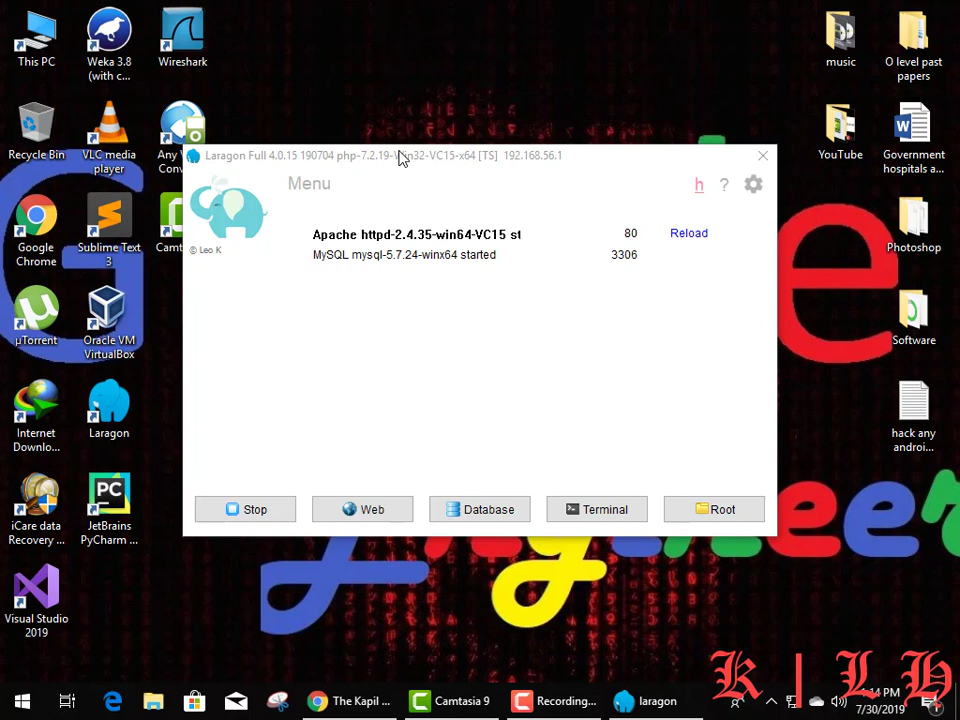 This PC
Weka 3.8
(with c...
Wireshark
music
O level past
papers
Recycle Bin
VLC media
player
Any
Conv
YouTube
Government
hospitals a...
Laragon Full 4.0.15 190704 php-7.2.19-Win32-VC15-x64 [TS] 192.168.56.1
Menu
h
?
© Leo K
Apache httpd-2.4.35-win64-VC15 st
80
Reload
MySQL mysql-5.7.24-winx64 started
3306
Google
Chrome
Sublime Text
3
Camt
Photoshop
µTorrent
Oracle VM
VirtualBox
Software
Internet
Downlo...
Laragon
hack any
androi...
iCare data
Recovery ...
PC
JetBrains
PyCharm ...
Stop
Web
Database
Terminal
Root
Visual Studio
2019
The Kapil ...
Camtasia 9
Recording...
laragon
K | L H
7/30/2019